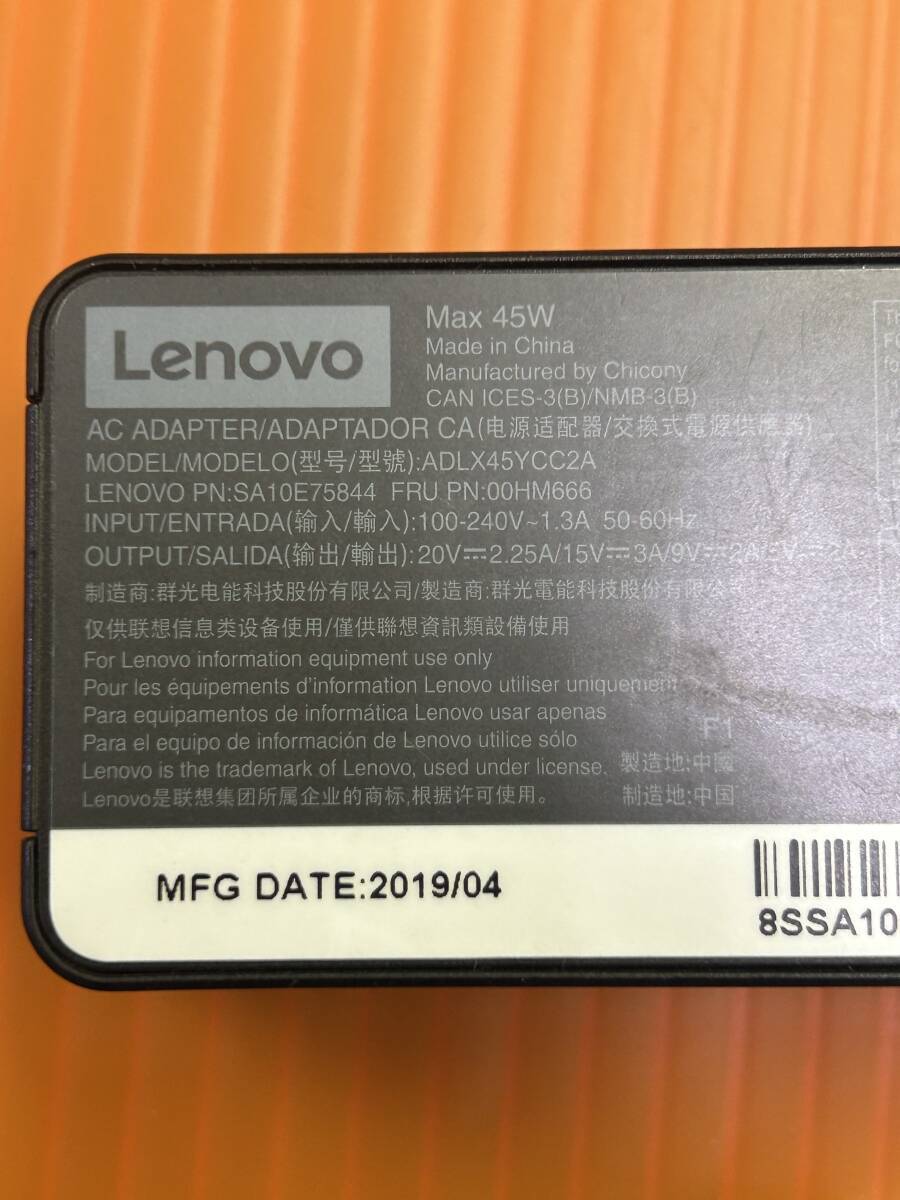 Lenovo
Max 45W
Made in China
Manufactured by Chicony
CAN ICES-3(B)/NMB-3(B)
AC ADAPTER/ADAPTADOR CA(电源适配器/交換式電源供應器)
MODEL/MODELO(型号/型號):ADLX45YCC2A
LENOVO PN:SA10E75844 FRU PN:00HM666
INPUT/ENTRADA(输入/輸入):100-240V~1.3A 50-60Hz
OUTPUT/SALIDA(输出/輸出):20V⎓2.25A/15V⎓3A/9V⎓
制造商:群光电能科技股份有限公司/製造商:群光電能科技股份有限公司
仅供联想信息类设备使用/僅供聯想資訊類設備使用
For Lenovo information equipment use only
Pour les équipements d'information Lenovo utiliser uniquement
Para equipamentos de informática Lenovo usar apenas
Para el equipo de información de Lenovo utilice sólo
F1
Lenovo is the trademark of Lenovo, used under license. 製造地:中國
Lenovo是联想集团所属企业的商标,根据许可使用。 制造地:中国
MFG DATE:2019/04
8SSA10